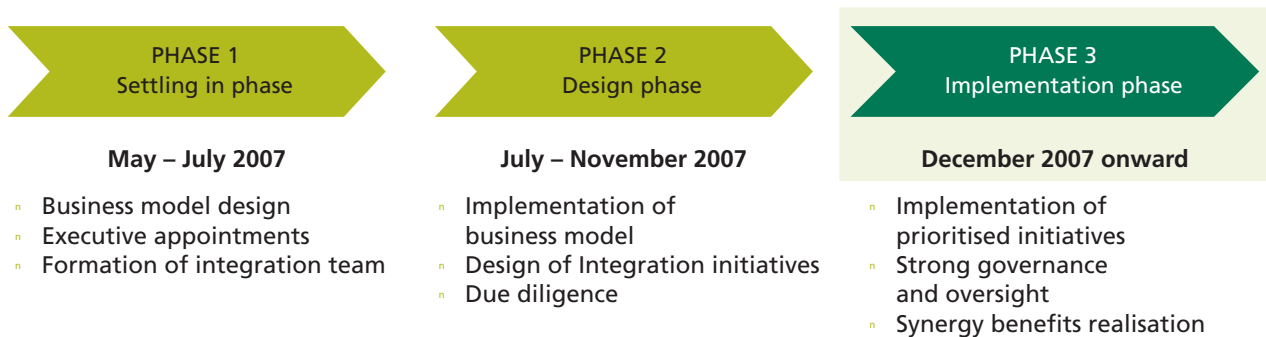 PHASE 1
Settling in phase
May – July 2007
n Business model design
n Executive appointments
n Formation of integration team
PHASE 2
Design phase
July – November 2007
n Implementation of
business model
n Design of Integration initiatives
n Due diligence
PHASE 3
Implementation phase
December 2007 onward
n Implementation of
prioritised initiatives
n Strong governance
and oversight
n Synergy benefits realisation